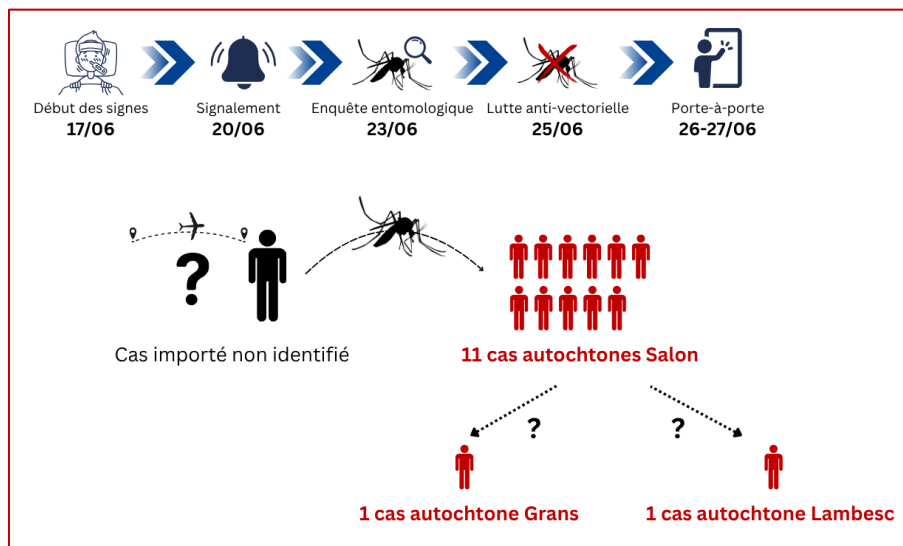 Début des signes
17/06
Signalement
20/06
Enquête entomologique
23/06
Lutte anti-vectorielle
25/06
Porte-à-porte
26-27/06
?
Cas importé non identifié
11 cas autochtones Salon
?
?
1 cas autochtone Grans
1 cas autochtone Lambesc